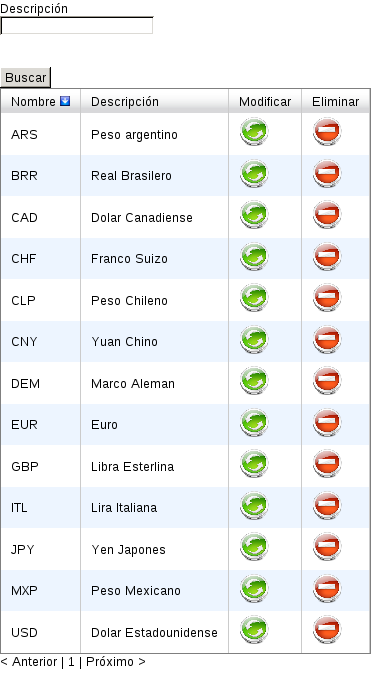 Descripción
Buscar
Nombre Descripción Modificar Eliminar
ARS Peso argentino
BRR Real Brasilero
CAD Dolar Canadiense
CHF Franco Suizo
CLP Peso Chileno
CNY Yuan Chino
DEM Marco Aleman
EUR Euro
GBP Libra Esterlina
ITL Lira Italiana
JPY Yen Japones
MXP Peso Mexicano
USD Dolar Estadounidense
< Anterior | 1 | Próximo >